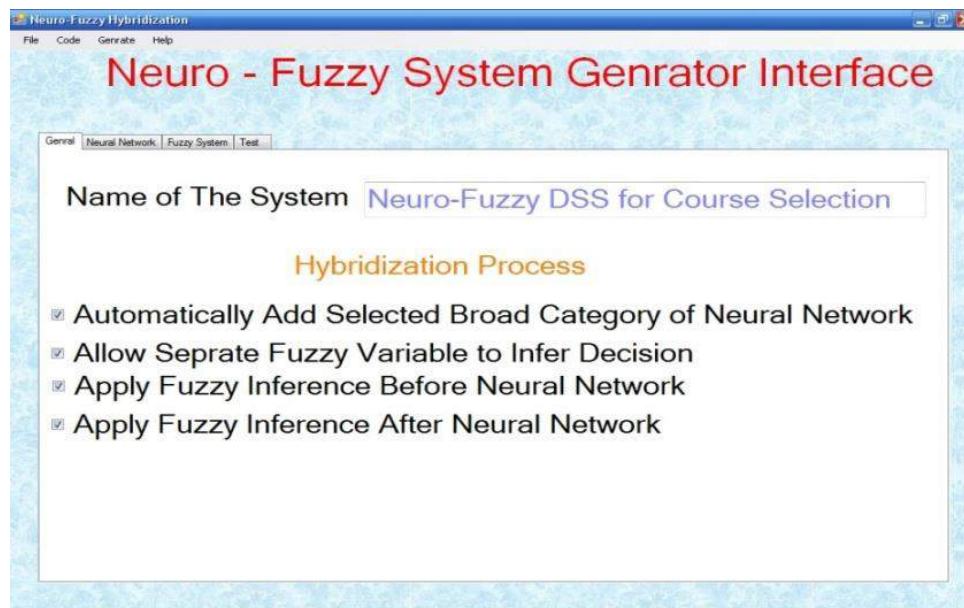 Neuro-Fuzzy Hybridization
File Code Genrate Help
Neuro - Fuzzy System Genrator Interface
Genral Neural Network Fuzzy System Test
Name of The System Neuro-Fuzzy DSS for Course Selection
Hybridization Process
Automatically Add Selected Broad Category of Neural Network
Allow Seprate Fuzzy Variable to Infer Decision
Apply Fuzzy Inference Before Neural Network
Apply Fuzzy Inference After Neural Network